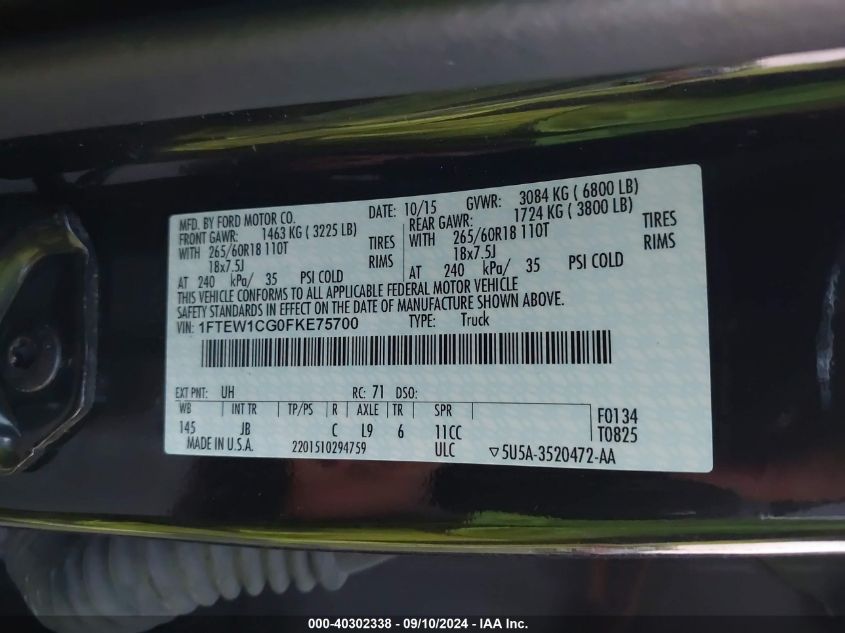 MFD. BY FORD MOTOR CO. DATE: 10/15 GVWR: 3084 KG ( 6800 LB)
FRONT GAWR: 1463 KG ( 3225 LB) REAR GAWR: 1724 KG ( 3800 LB)
WITH 265/60R18 110T TIRES WITH 265/60R18 110T TIRES
18x7.5J RIMS 18x7.5J RIMS
AT 240 kPa/ 35 PSI COLD AT 240 kPa/ 35 PSI COLD
THIS VEHICLE CONFORMS TO ALL APPLICABLE FEDERAL MOTOR VEHICLE
SAFETY STANDARDS IN EFFECT ON THE DATE OF MANUFACTURE SHOWN ABOVE.
VIN: 1FTEW1CG0FKE75700 TYPE: Truck
EXT PNT: UH RC: 71 DSO:
WB INT TR TP/PS R AXLE TR SPR F0134
145 JB C L9 6 11CC T0825
MADE IN U.S.A. 2201510294759 ULC ▽5U5A-3520472-AA
000-40302338 - 09/10/2024 - IAA Inc.